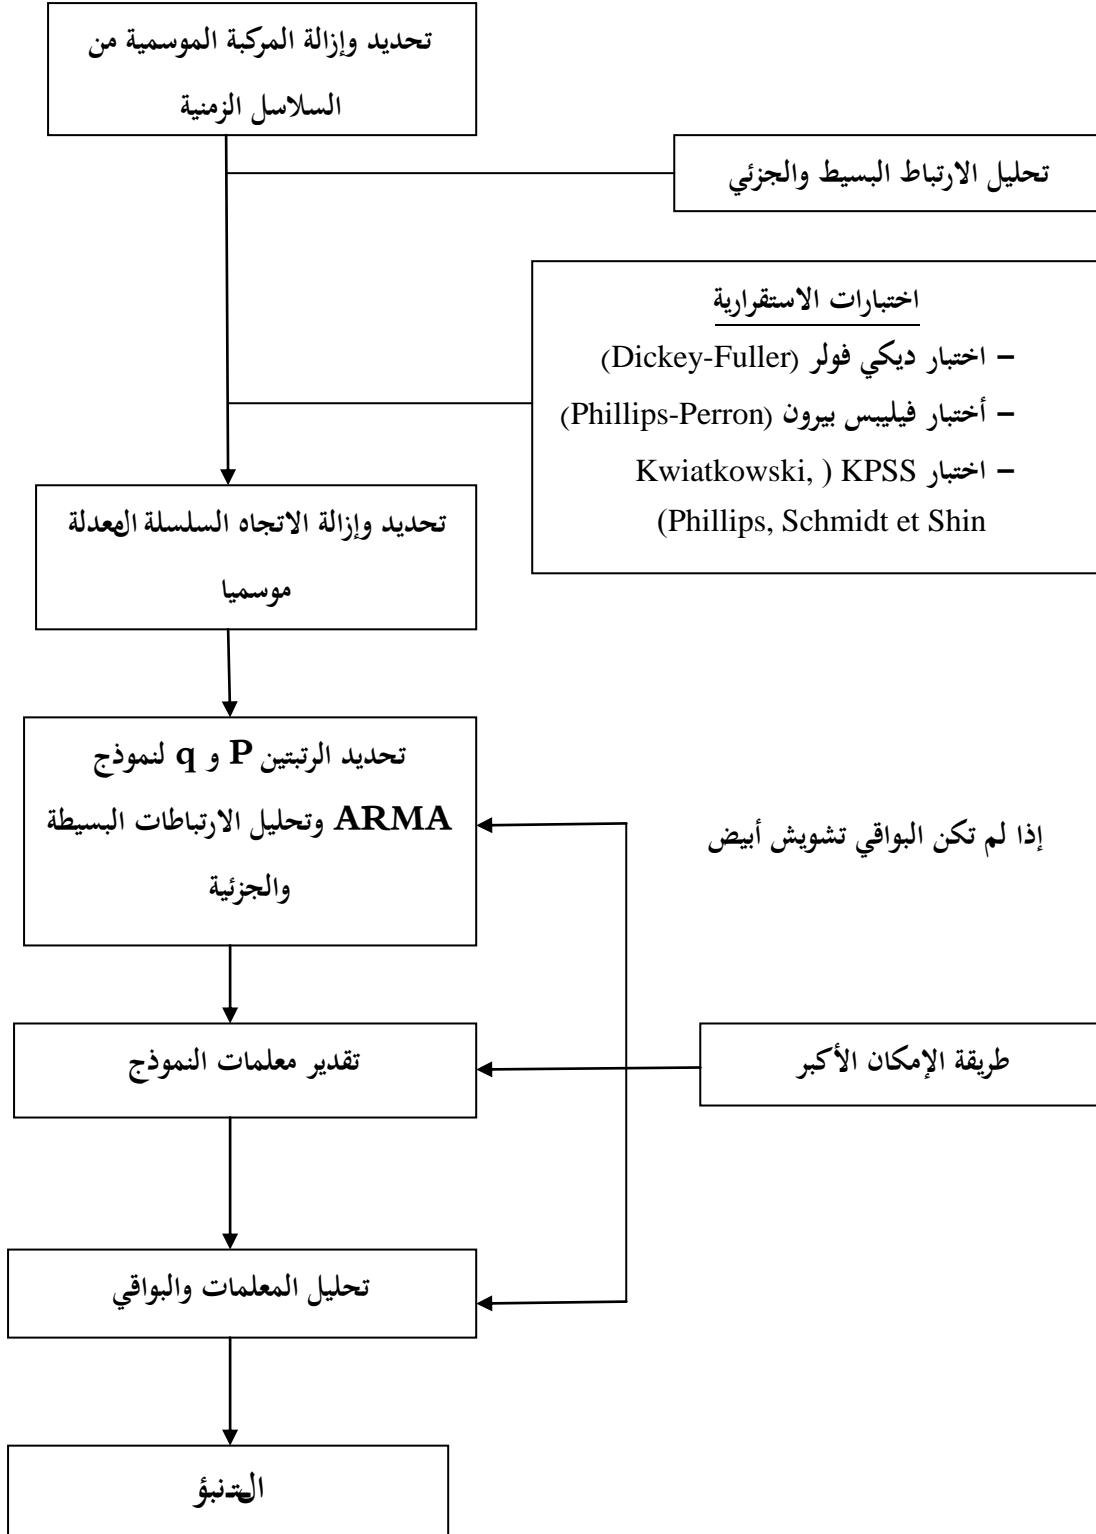 تحديد وإزالة المركبة الموسمية من
السلاسل الزمنية
تحليل الارتباط البسيط والجزئي
اختبارات الاستقرارية
– اختبار ديكي فولر (Dickey-Fuller)
– أختبار فيليبس بيرون (Phillips-Perron)
– اختبار KPSS ( Kwiatkowski,
Phillips, Schmidt et Shin)
تحديد وإزالة الاتجاه السلسلة المعدلة
موسميا
تحديد الرتبتين P و q لنموذج
ARMA وتحليل الارتباطات البسيطة
والجزئية
إذا لم تكن البواقي تشويش أبيض
تقدير معلمات النموذج
طريقة الإمكان الأكبر
تحليل المعلمات والبواقي
التنبؤ